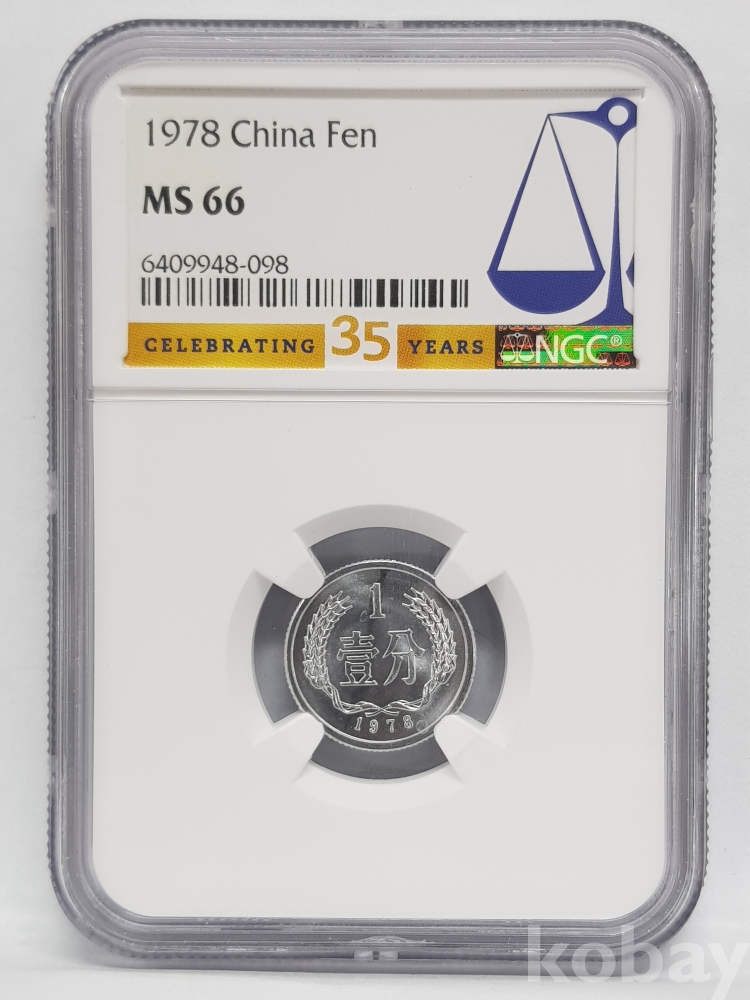 1978 China Fen
MS 66
6409948-098
CELEBRATING 35 YEARS NGC®
1
壹分
1978
kobay